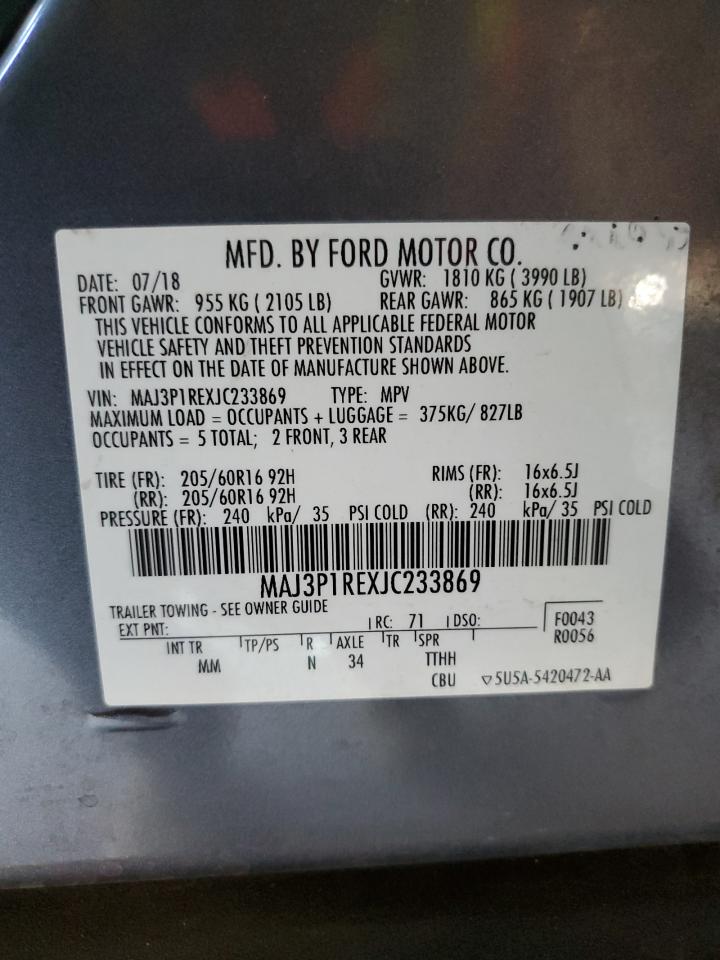 MFD. BY FORD MOTOR CO.
DATE: 07/18 GVWR: 1810 KG ( 3990 LB)
FRONT GAWR: 955 KG ( 2105 LB) REAR GAWR: 865 KG ( 1907 LB)
THIS VEHICLE CONFORMS TO ALL APPLICABLE FEDERAL MOTOR
VEHICLE SAFETY AND THEFT PREVENTION STANDARDS
IN EFFECT ON THE DATE OF MANUFACTURE SHOWN ABOVE.
VIN: MAJ3P1REXJC233869 TYPE: MPV
MAXIMUM LOAD = OCCUPANTS + LUGGAGE = 375KG/ 827LB
OCCUPANTS = 5 TOTAL; 2 FRONT, 3 REAR
TIRE (FR): 205/60R16 92H RIMS (FR): 16x6.5J
(RR): 205/60R16 92H (RR): 16x6.5J
PRESSURE (FR): 240 kPa/ 35 PSI COLD (RR): 240 kPa/ 35 PSI COLD
MAJ3P1REXJC233869
TRAILER TOWING - SEE OWNER GUIDE
EXT PNT: RC: 71 DSO: F0043
R0056
INT TR TP/PS R AXLE TR SPR
MM N 34 TTHH
CBU ▽5U5A-5420472-AA